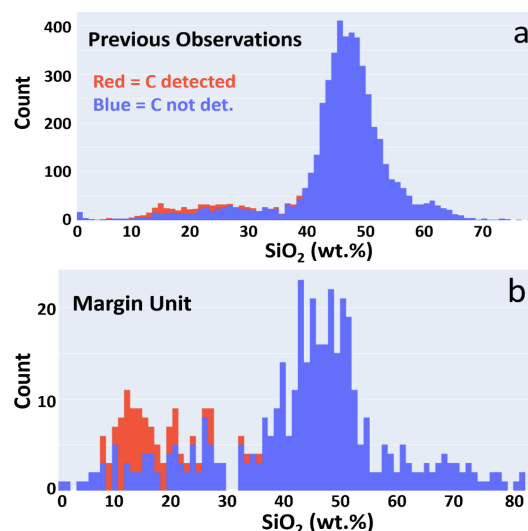 a
Previous Observations
Red = C detected
Blue = C not det.
Count
400
300
200
100
0
0 10 20 30 40 50 60 70
SiO₂ (wt.%)
b
Margin Unit
Count
20
10
0
0 10 20 30 40 50 60 70 80
SiO₂ (wt.%)